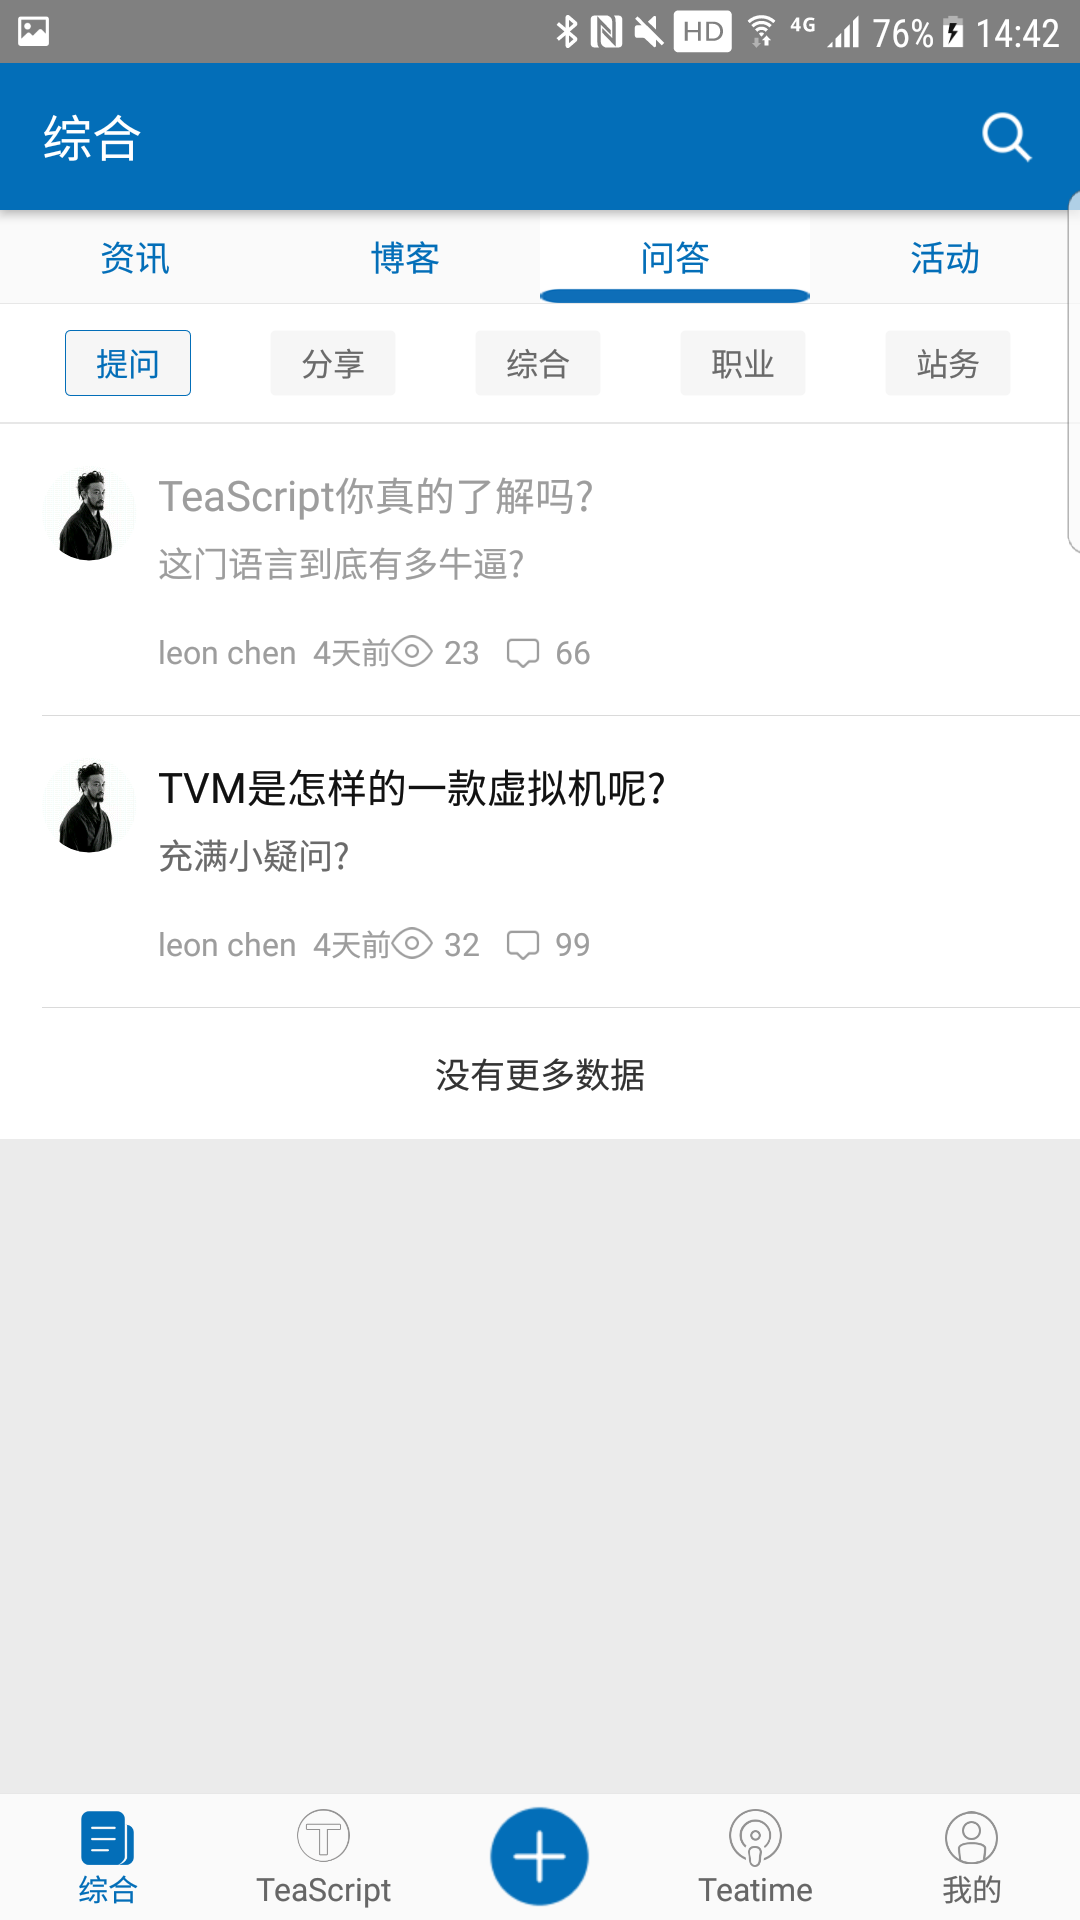 HD 4G 76% 14:42
综合
资讯 博客 问答 活动
提问 分享 综合 职业 站务
TeaScript你真的了解吗?
这门语言到底有多牛逼?
leon chen 4天前 23 66
TVM是怎样的一款虚拟机呢?
充满小疑问?
leon chen 4天前 32 99
没有更多数据
综合 TeaScript Teatime 我的